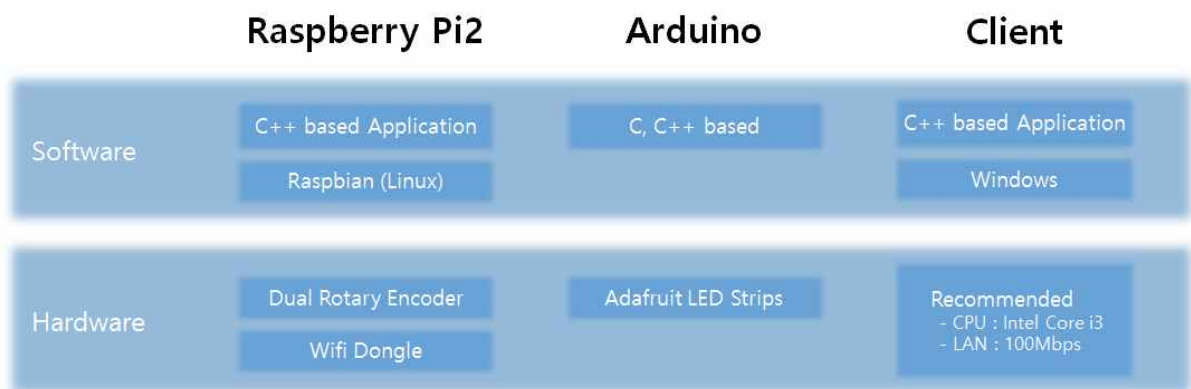 Raspberry Pi2 Arduino Client
Software
C++ based Application
Raspbian (Linux)
C, C++ based
C++ based Application
Windows
Hardware
Dual Rotary Encoder
Wifi Dongle
Adafruit LED Strips
Recommended
- CPU : Intel Core i3
- LAN : 100Mbps